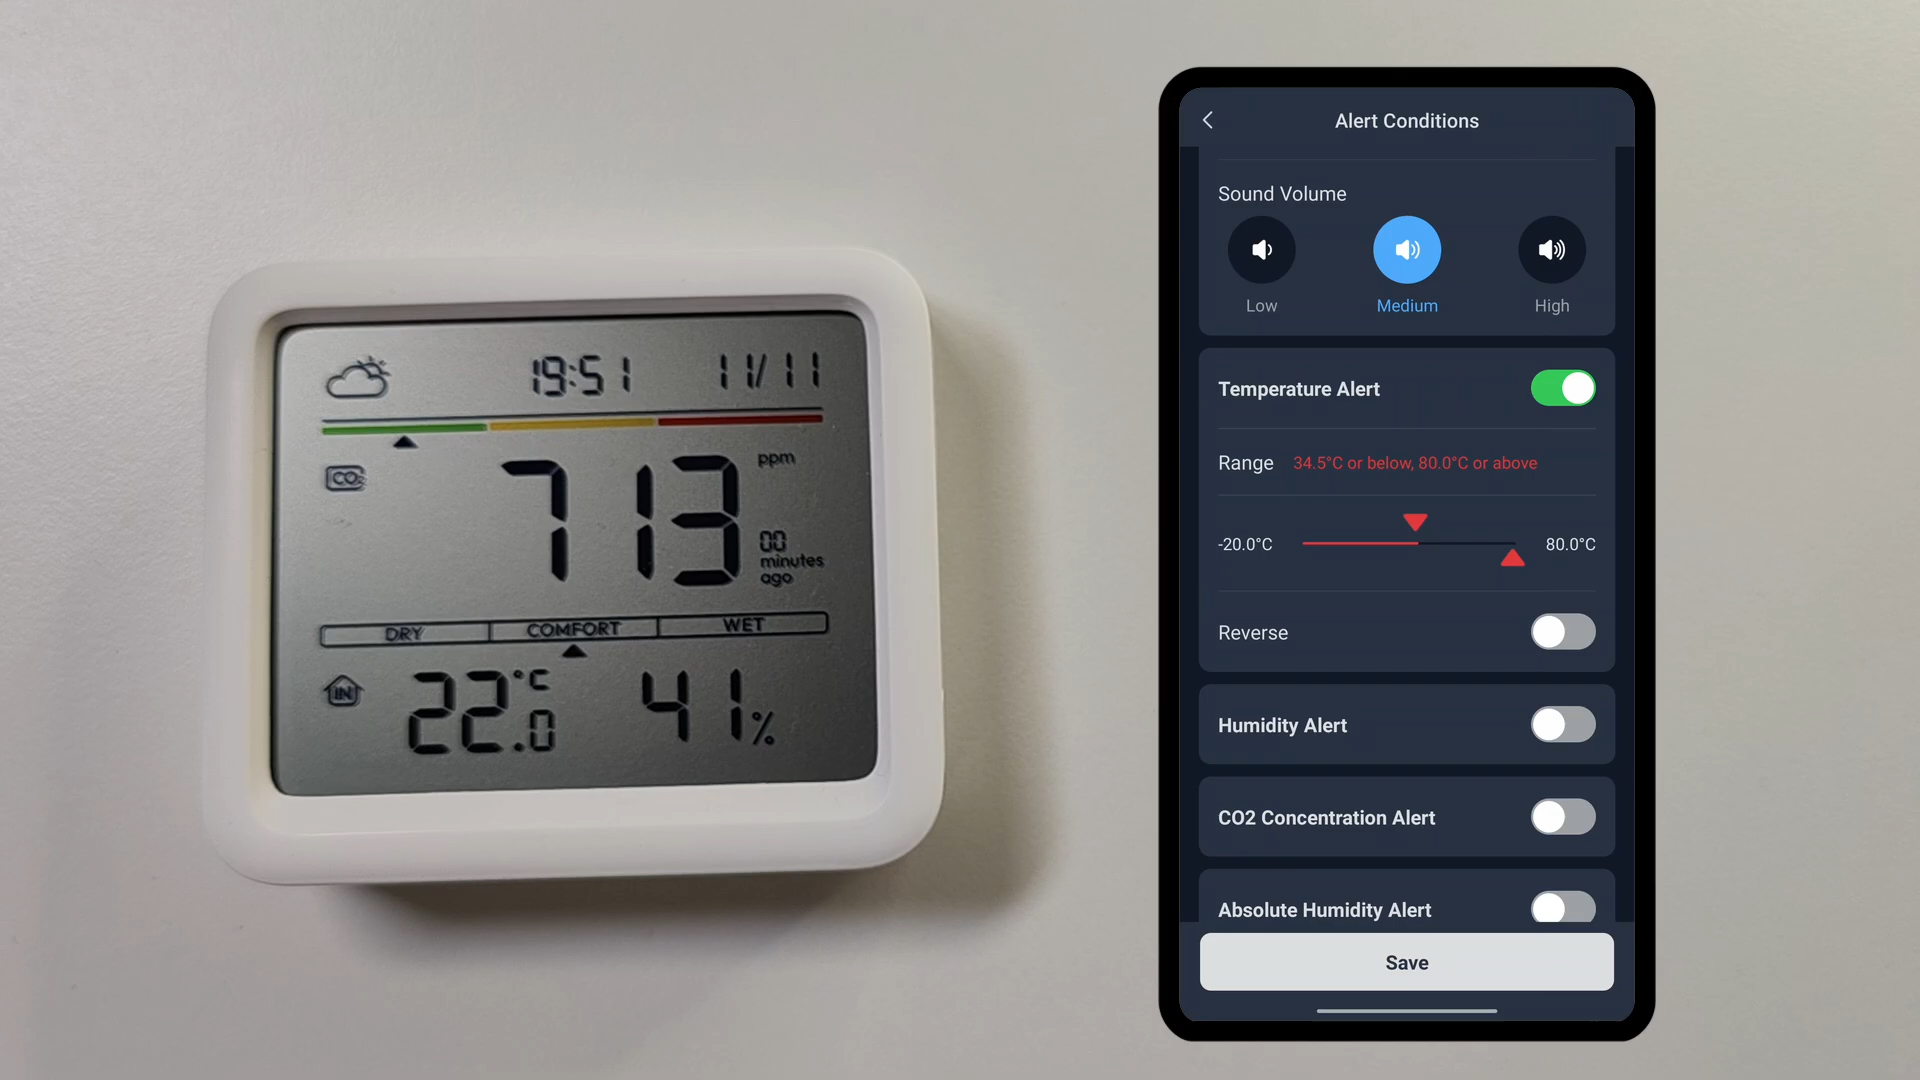 19:51 11/11
CO2
713 ppm
00
minutes
ago
DRY COMFORT WET
IN 22.0°C 41%
Alert Conditions
Sound Volume
Low Medium High
Temperature Alert
Range 34.5°C or below, 80.0°C or above
-20.0°C 80.0°C
Reverse
Humidity Alert
CO2 Concentration Alert
Absolute Humidity Alert
Save